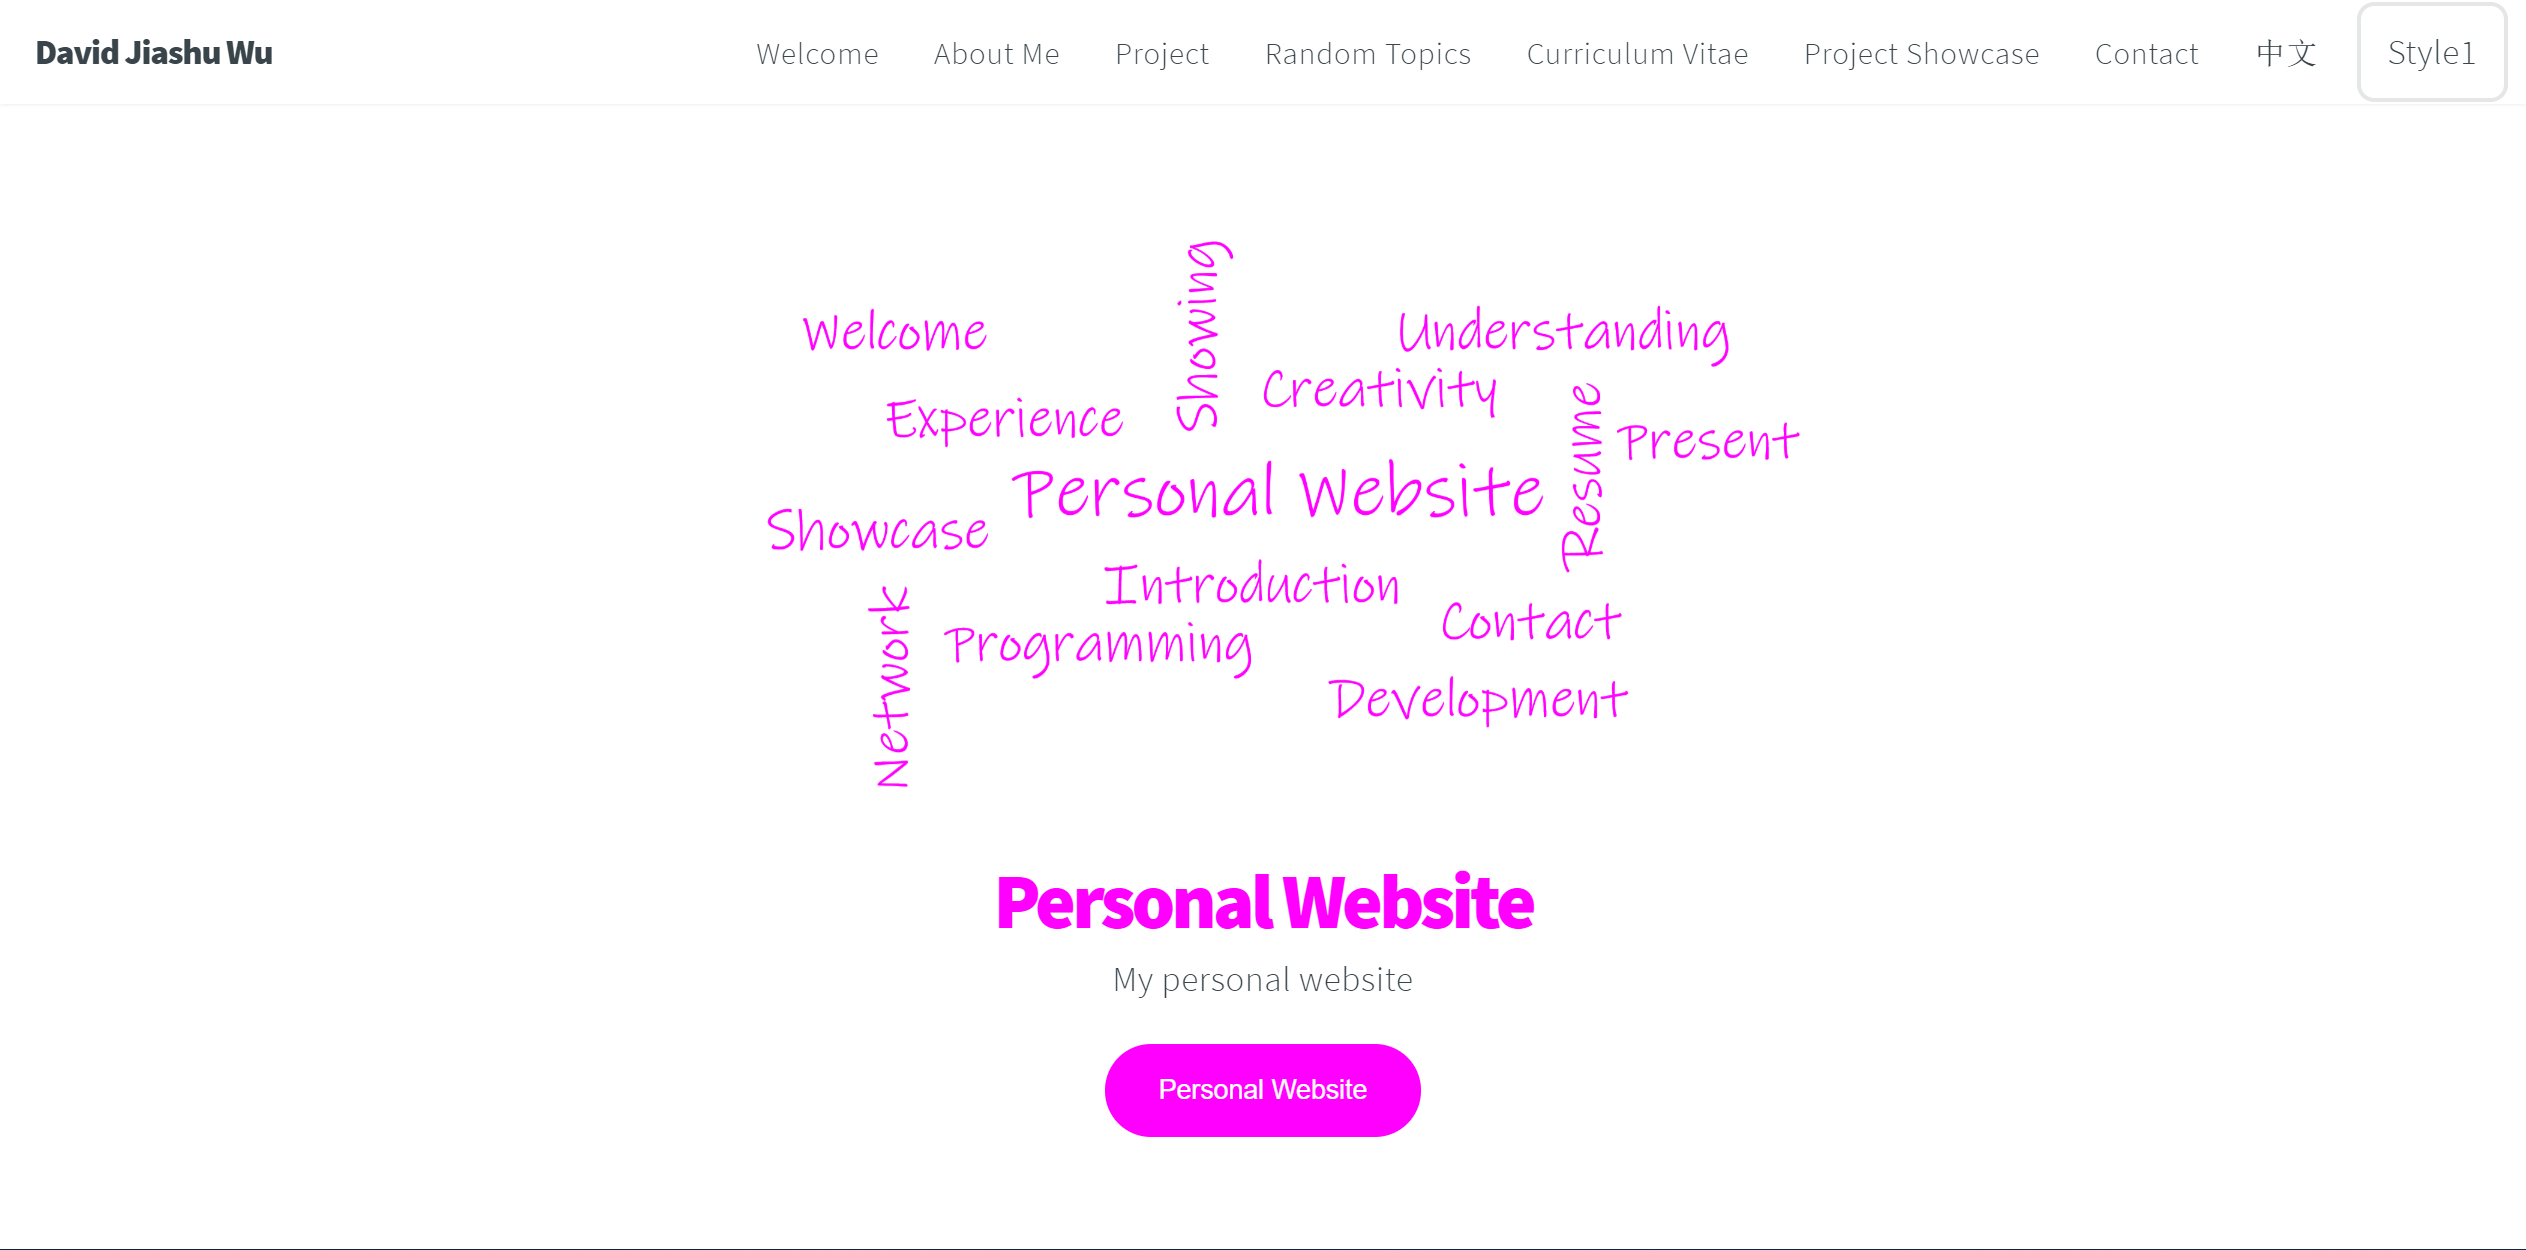 David Jiashu Wu
Welcome About Me Project Random Topics Curriculum Vitae Project Showcase Contact 中文 Style1
Showing
Welcome
Understanding
Creativity
Experience
Resume
Present
Personal Website
Showcase
Introduction
Network
Contact
Programming
Development
Personal Website
My personal website
Personal Website